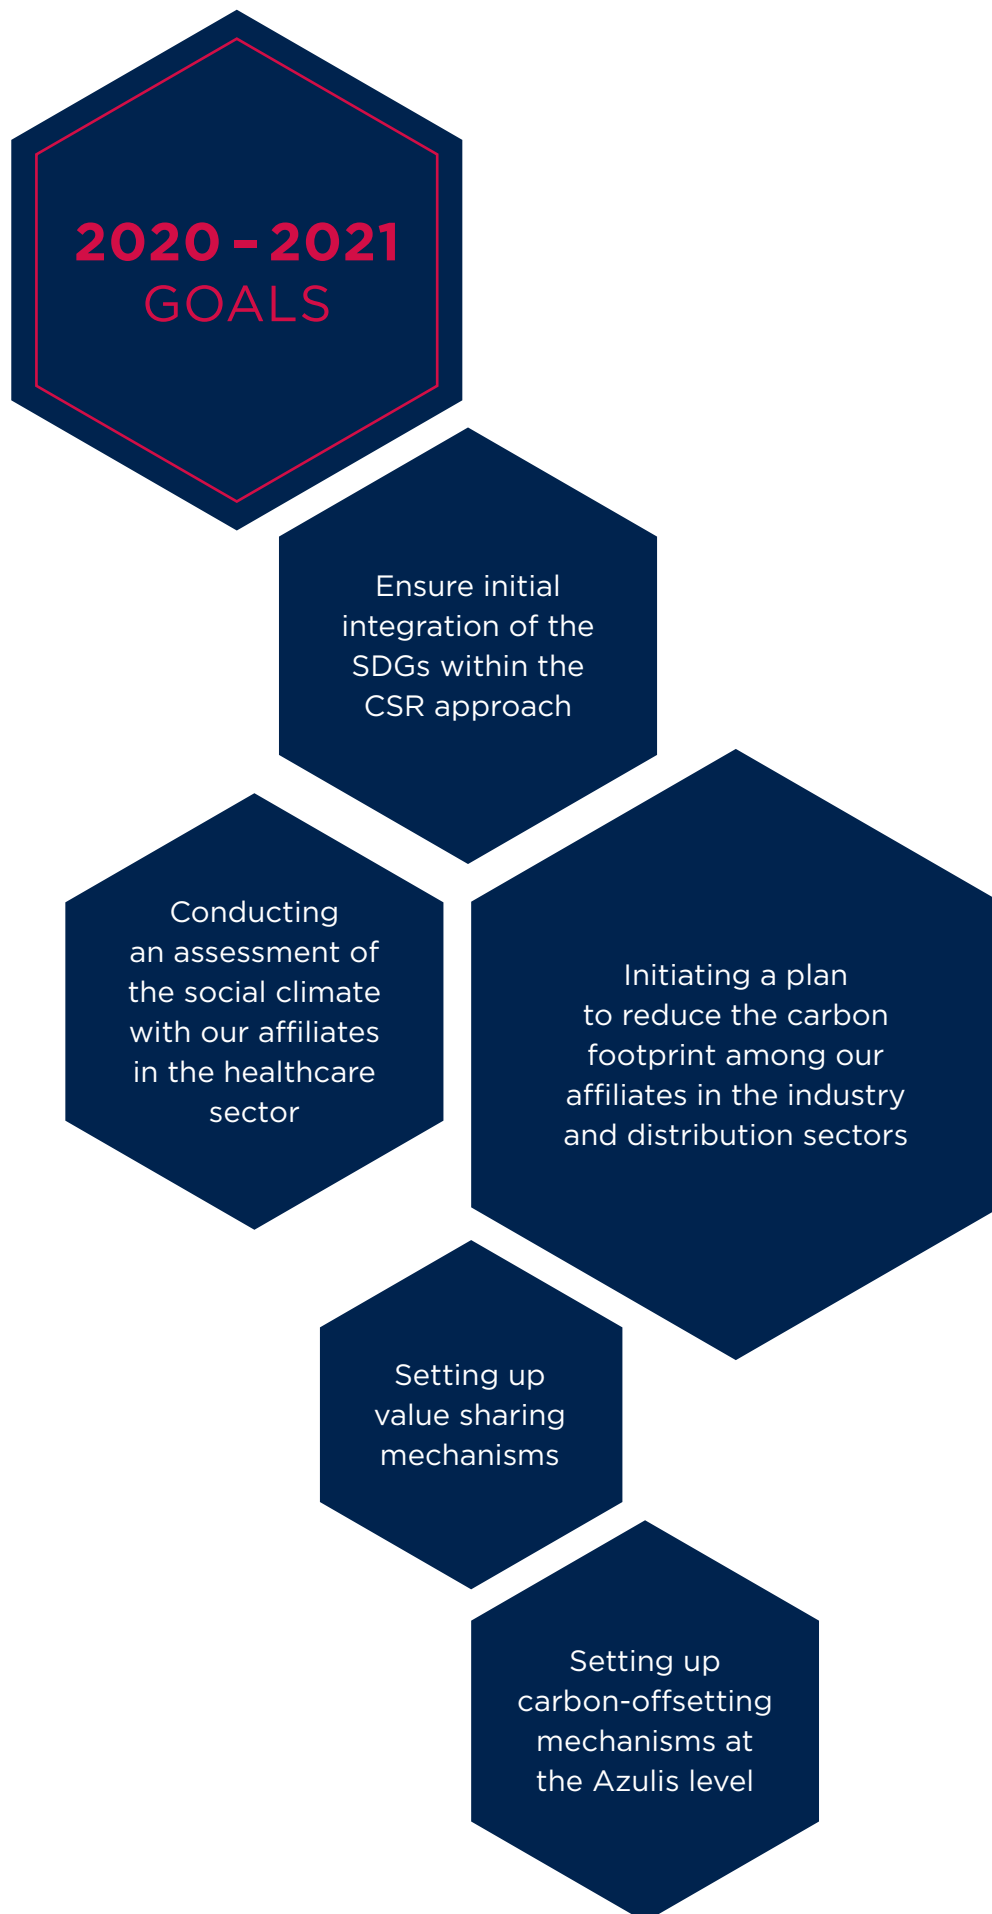 2020 – 2021
GOALS
Ensure initial
integration of the
SDGs within the
CSR approach
Conducting
an assessment of
the social climate
with our affiliates
in the healthcare
sector
Initiating a plan
to reduce the carbon
footprint among our
affiliates in the industry
and distribution sectors
Setting up
value sharing
mechanisms
Setting up
carbon-offsetting
mechanisms at
the Azulis level